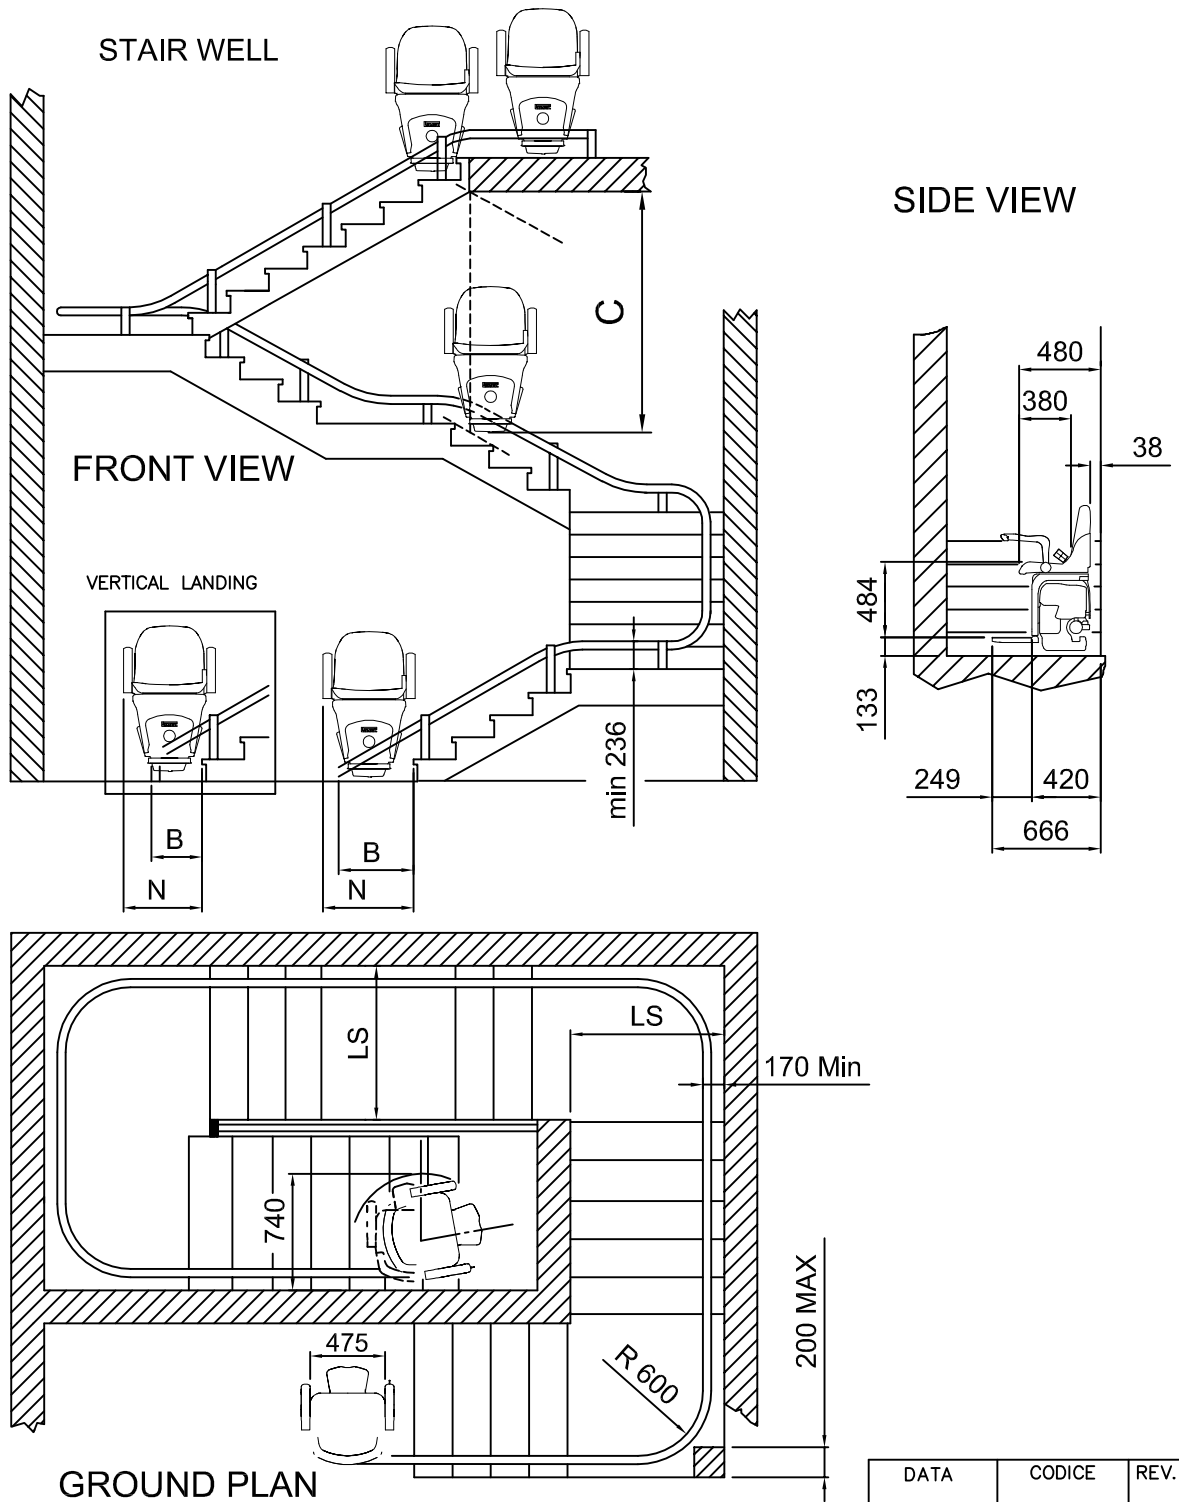 STAIR WELL
SIDE VIEW
C
480
380
38
FRONT VIEW
VERTICAL LANDING
484
133
min 236
249
420
666
B
B
N
N
LS
LS
170 Min
740
475
R 600
200 MAX
GROUND PLAN
DATA
CODICE
REV.